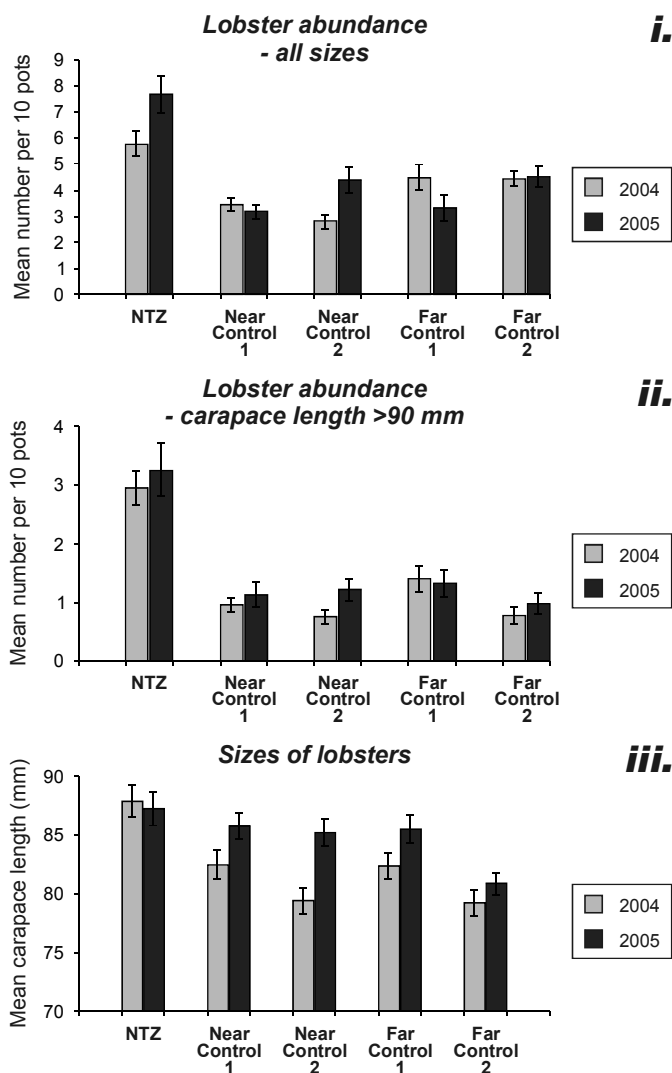 Lobster abundance
- all sizes
i.
Mean number per 10 pots
9
8
7
6
5
4
3
2
1
0
NTZ
Near Control 1
Near Control 2
Far Control 1
Far Control 2
2004
2005
Lobster abundance
- carapace length >90 mm
ii.
Mean number per 10 pots
4
3
2
1
0
NTZ
Near Control 1
Near Control 2
Far Control 1
Far Control 2
2004
2005
Sizes of lobsters
iii.
Mean carapace length (mm)
90
85
80
75
70
NTZ
Near Control 1
Near Control 2
Far Control 1
Far Control 2
2004
2005